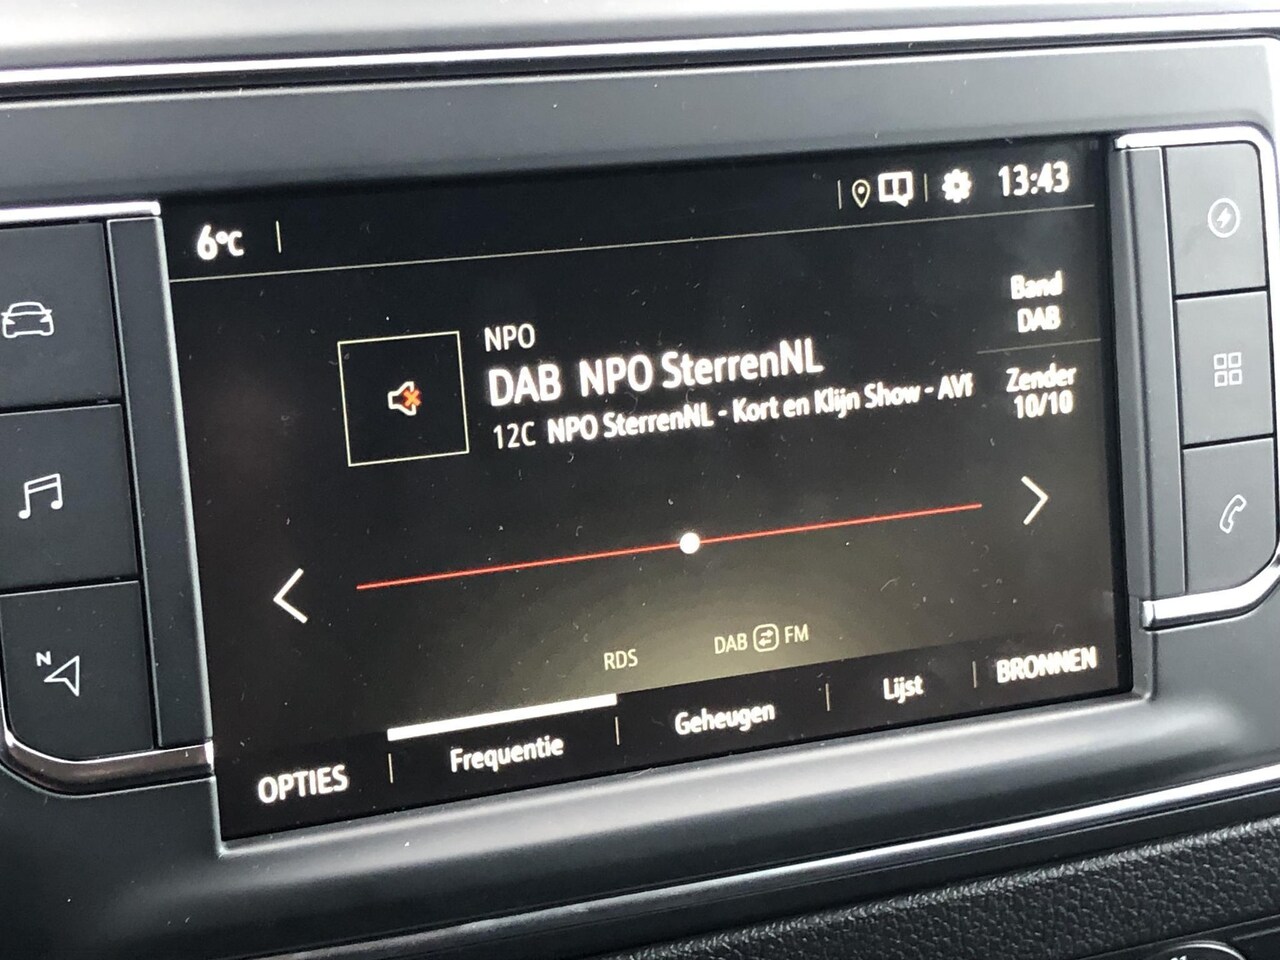 6°C
13:43
NPO
DAB NPO SterrenNL
12C NPO SterrenNL - Kort en Klijn Show -
Band
DAB
Zender
10/10
RDS
DAB FM
OPTIES
Frequentie
Geheugen
Lijst
BRONNEN
N